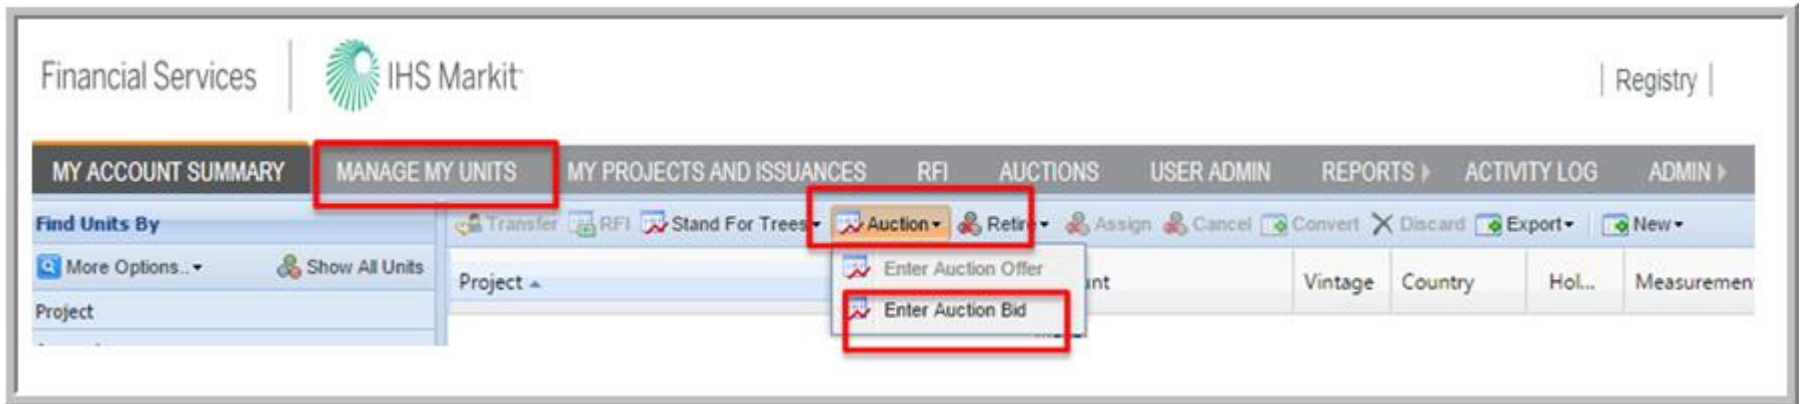 Financial Services
IHS Markit
Registry
MY ACCOUNT SUMMARY MANAGE MY UNITS MY PROJECTS AND ISSUANCES RFI AUCTIONS USER ADMIN REPORTS ACTIVITY LOG ADMIN
Find Units By
Transfer RFI Stand For Trees Auction Retire Assign Cancel Convert Discard Export New
More Options.. Show All Units
Enter Auction Offer
Project Vintage Country Hol... Measuremen
Enter Auction Bid
Project